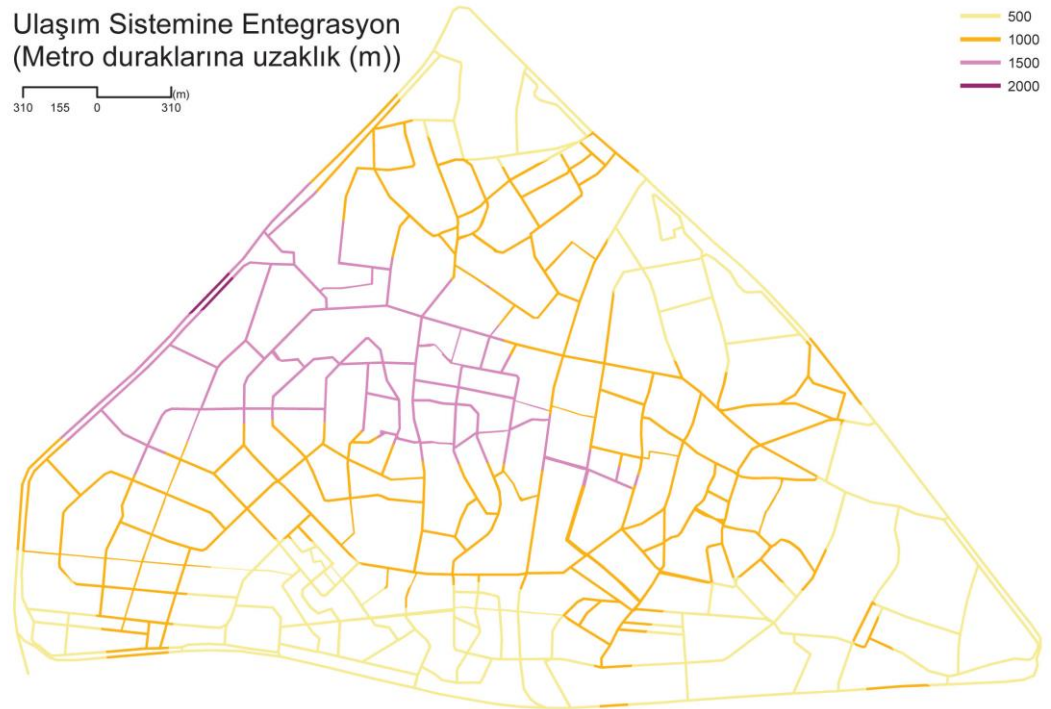 Ulaşım Sistemine Entegrasyon
(Metro duraklarına uzaklık (m))
(m)
310 155 0 310
500
1000
1500
2000